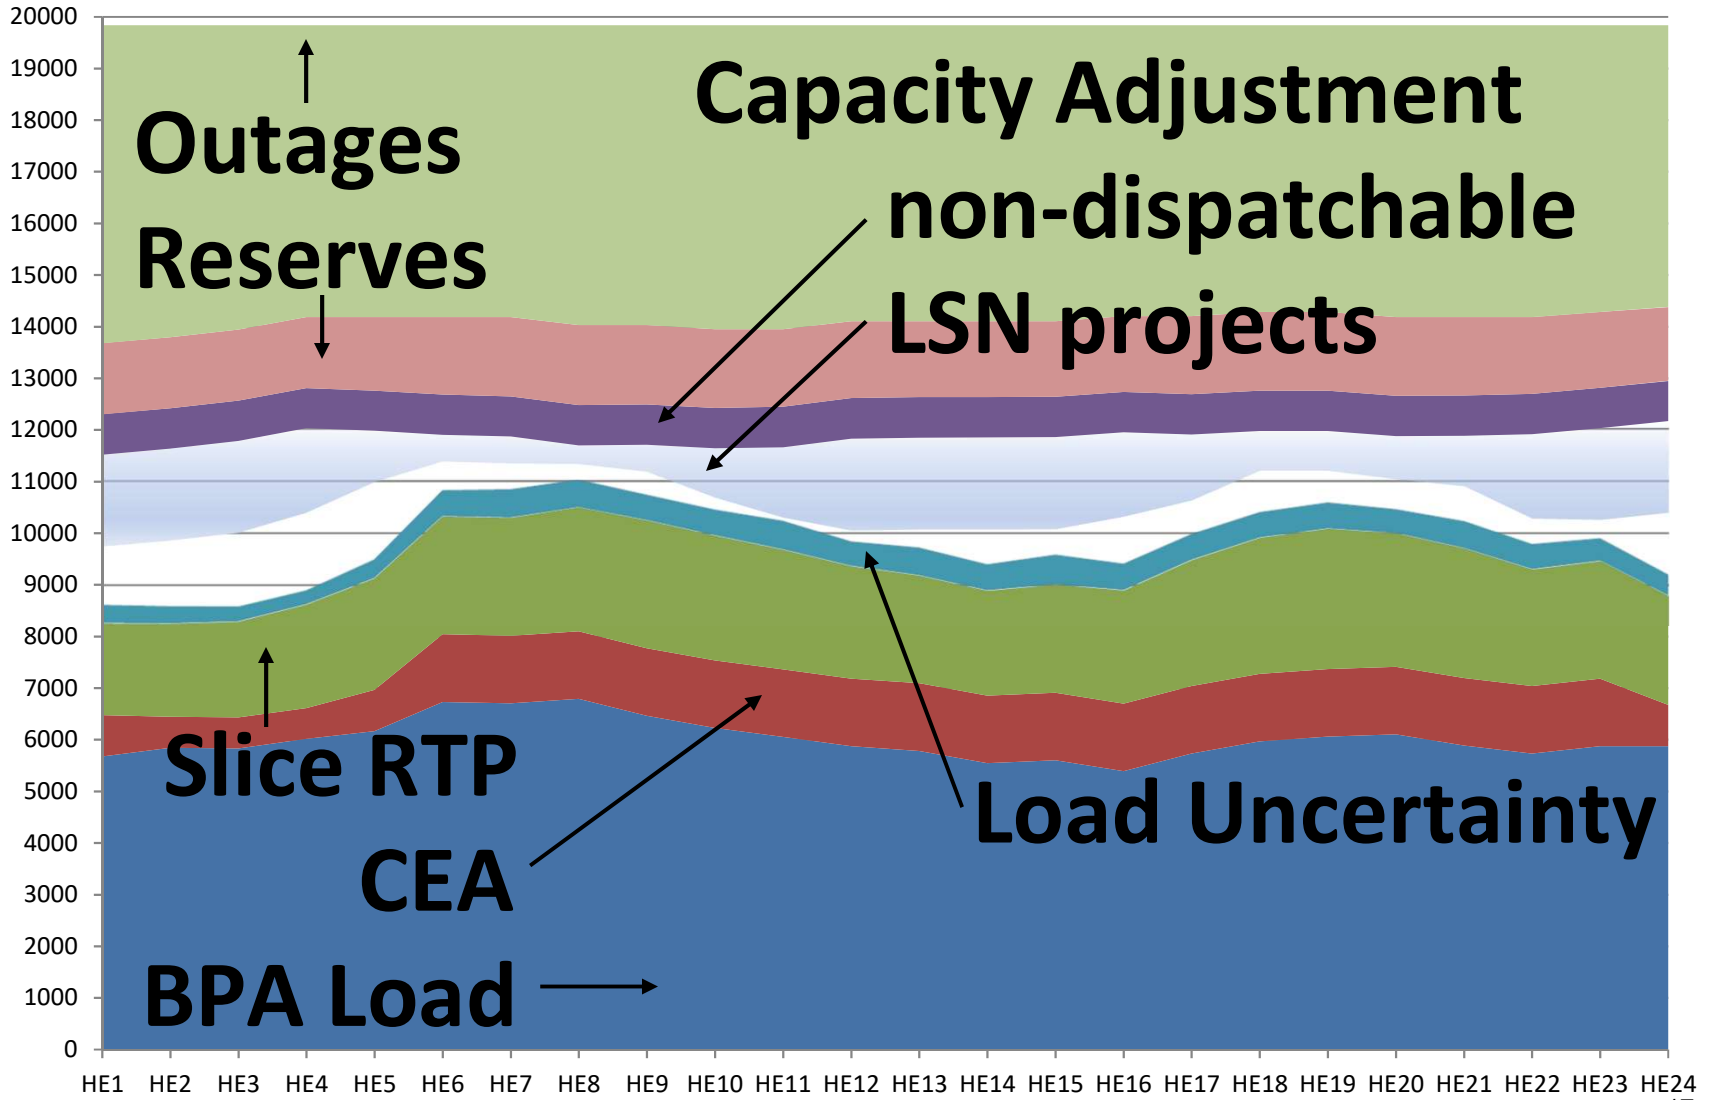 20000
19000
18000
17000
16000
15000
14000
13000
12000
11000
10000
9000
8000
7000
6000
5000
4000
3000
2000
1000
0
Outages
Reserves
Capacity Adjustment
non-dispatchable
LSN projects
Slice RTP
CEA
BPA Load
Load Uncertainty
HE1 HE2 HE3 HE4 HE5 HE6 HE7 HE8 HE9 HE10 HE11 HE12 HE13 HE14 HE15 HE16 HE17 HE18 HE19 HE20 HE21 HE22 HE23 HE24